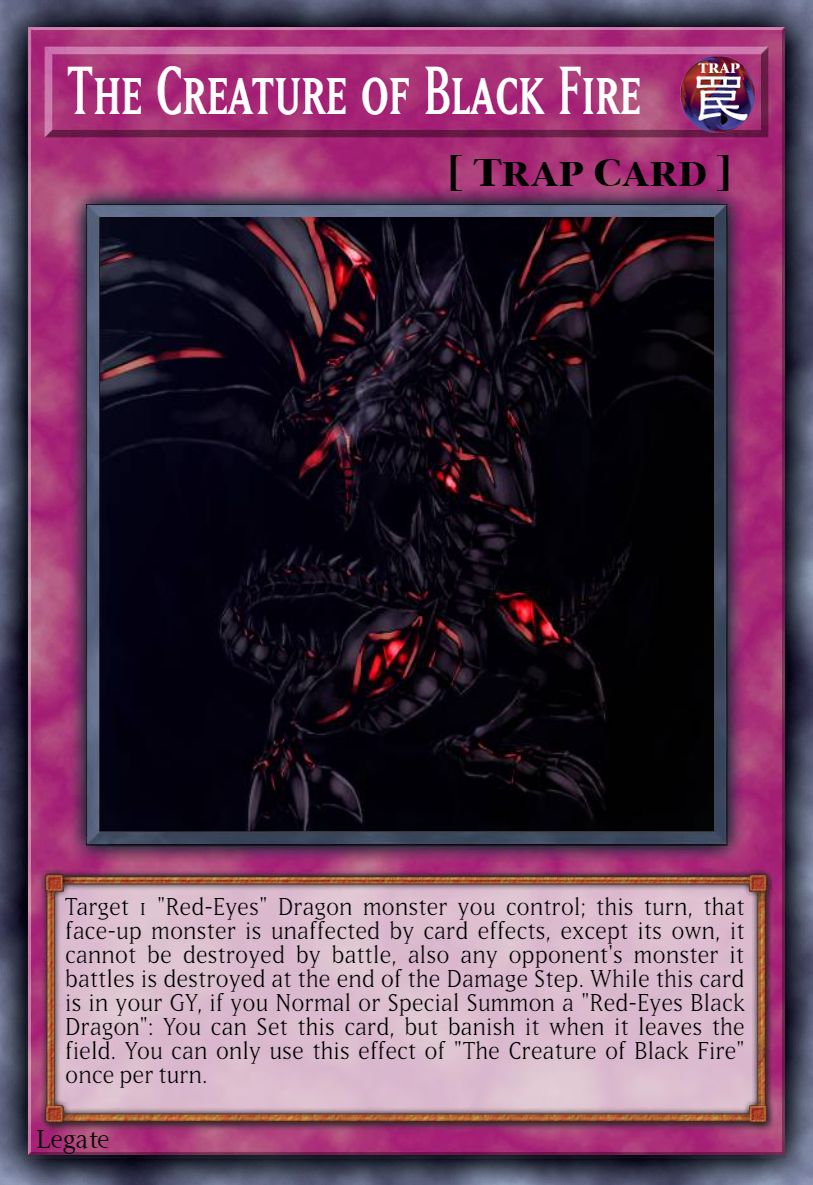 The Creature of Black Fire
TRAP
罠
[ Trap Card ]
Target 1 "Red-Eyes" Dragon monster you control; this turn, that
face-up monster is unaffected by card effects, except its own, it
cannot be destroyed by battle, also any opponent's monster it
battles is destroyed at the end of the Damage Step. While this card
is in your GY, if you Normal or Special Summon a "Red-Eyes Black
Dragon": You can Set this card, but banish it when it leaves the
field. You can only use this effect of "The Creature of Black Fire"
once per turn.
Legate